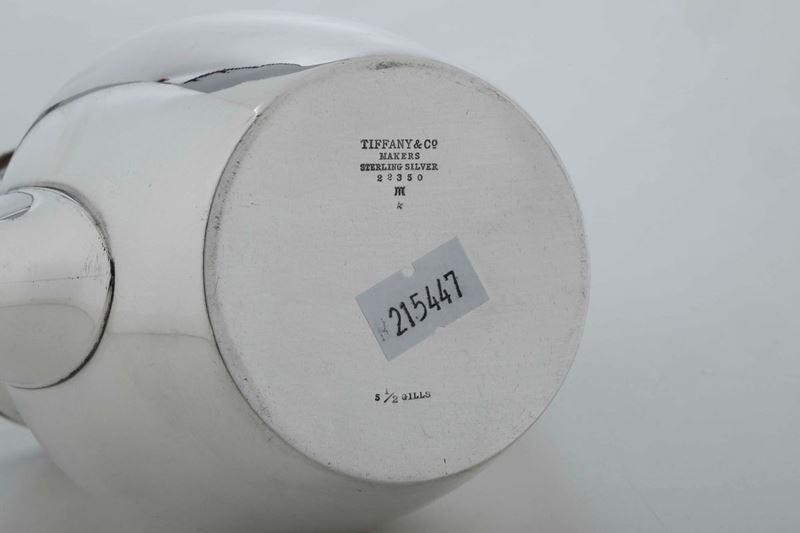 TIFFANY & Co
MAKERS
STERLING SILVER
22350
M
215447
5 1/2 GILLS